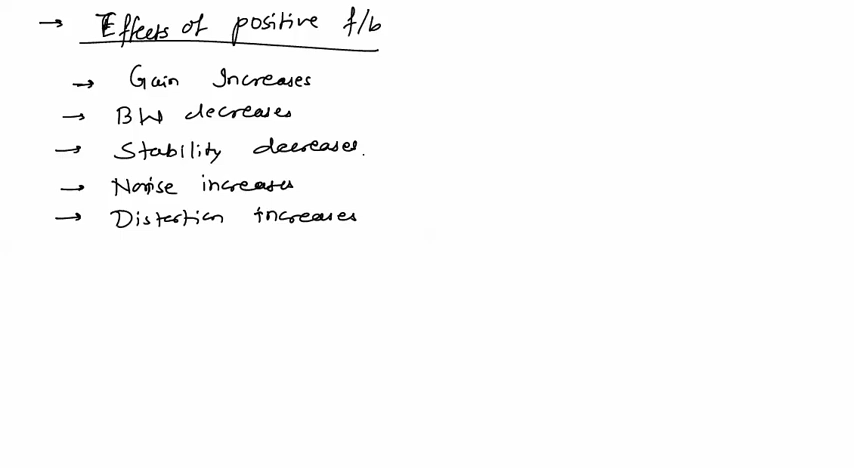 → Effects of positive f/b
→ Gain Increases
→ BW decreases
→ Stability decreases.
→ Noise increases
→ Distortion increases